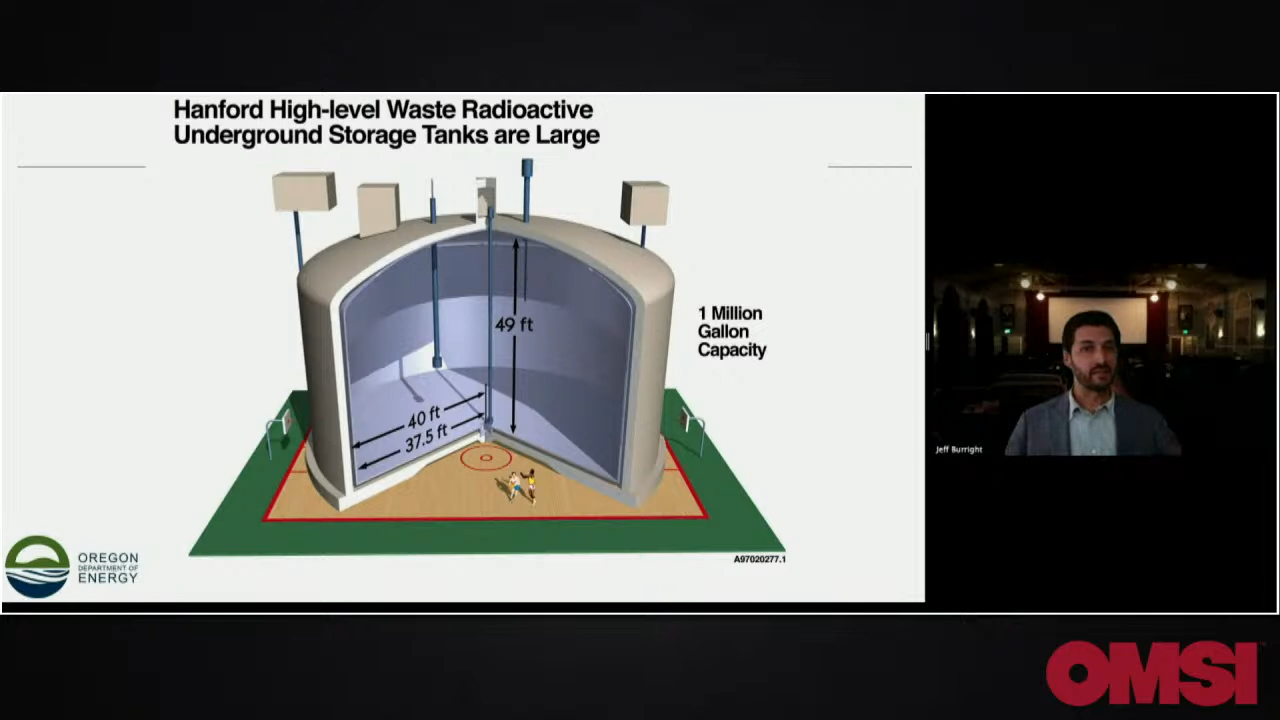 Hanford High-level Waste Radioactive
Underground Storage Tanks are Large
49 ft
1 Million
Gallon
Capacity
40 ft
37.5 ft
Jeff Burright
OREGON
DEPARTMENT OF
ENERGY
A97020277.1
OMSI